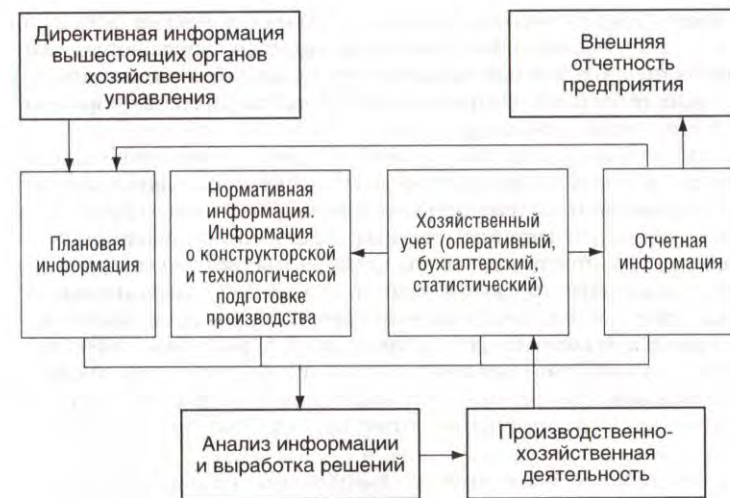 Директивная информация
вышестоящих органов
хозяйственного
управления
Внешняя
отчетность
предприятия
Плановая
информация
Нормативная
информация.
Информация
о конструкторской
и технологической
подготовке
производства
Хозяйственный
учет (оперативный,
бухгалтерский,
статистический)
Отчетная
информация
Анализ информации
и выработка решений
Производственно-
хозяйственная
деятельность